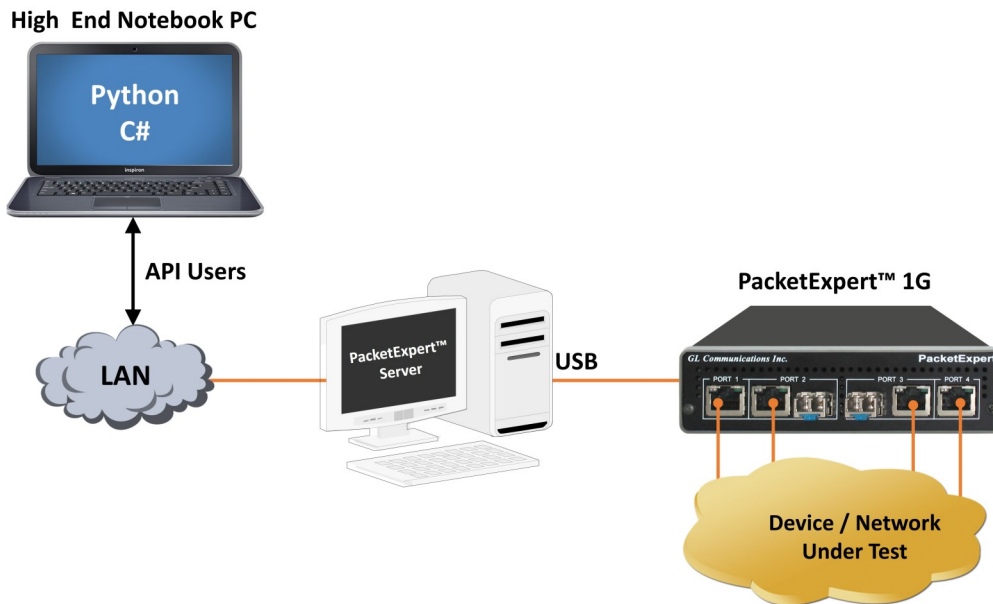 High End Notebook PC
Python
C#
inspiron
API Users
LAN
PacketExpert™
Server
USB
PacketExpert™ 1G
GL Communications Inc.
PacketExpert
PORT 1
PORT 2
PORT 3
PORT 4
Device / Network
Under Test